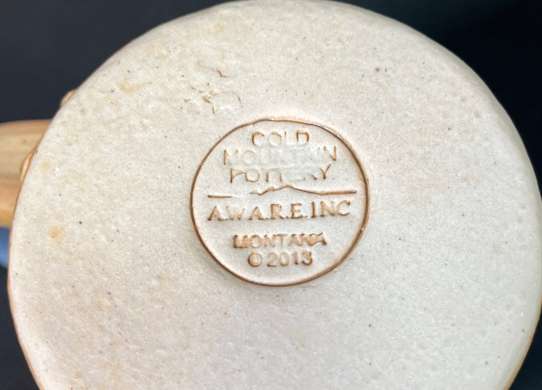 COLD
MOUNTAIN
POTTERY
A.W.A.R.E.INC
MONTANA
© 2013